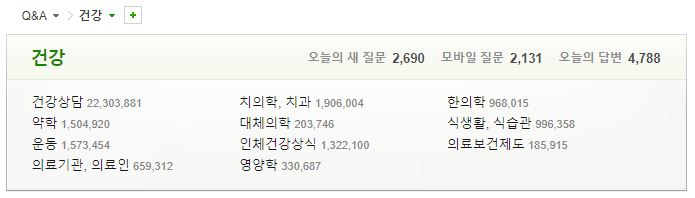 Q&A 건강
건강 오늘의 새 질문 2,690 모바일 질문 2,131 오늘의 답변 4,788
건강상담 22,303,881 치의학, 치과 1,906,004 한의학 968,015
약학 1,504,920 대체의학 203,746 식생활, 식습관 996,358
운동 1,573,454 인체건강상식 1,322,100 의료보건제도 185,915
의료기관, 의료인 659,312 영양학 330,687